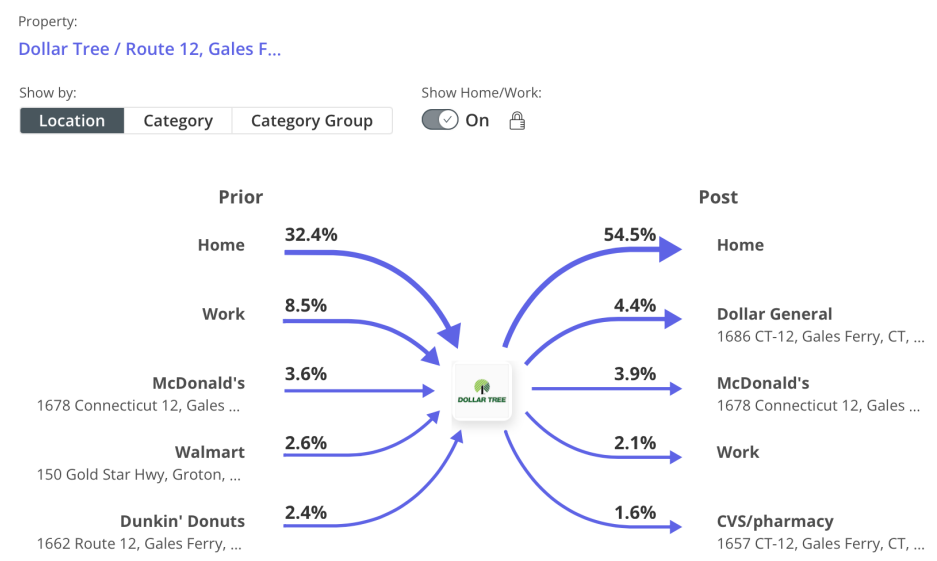 Property:
Dollar Tree / Route 12, Gales F...
Show by:
Show Home/Work:
Location
Category
Category Group
On
Prior
Post
Home
32.4%
54.5%
Home
Work
8.5%
4.4%
Dollar General
1686 CT-12, Gales Ferry, CT, ...
McDonald's
1678 Connecticut 12, Gales ...
3.6%
DOLLAR TREE
3.9%
McDonald's
1678 Connecticut 12, Gales ...
Walmart
150 Gold Star Hwy, Groton, ...
2.6%
2.1%
Work
Dunkin' Donuts
1662 Route 12, Gales Ferry, ...
2.4%
1.6%
CVS/pharmacy
1657 CT-12, Gales Ferry, CT, ...